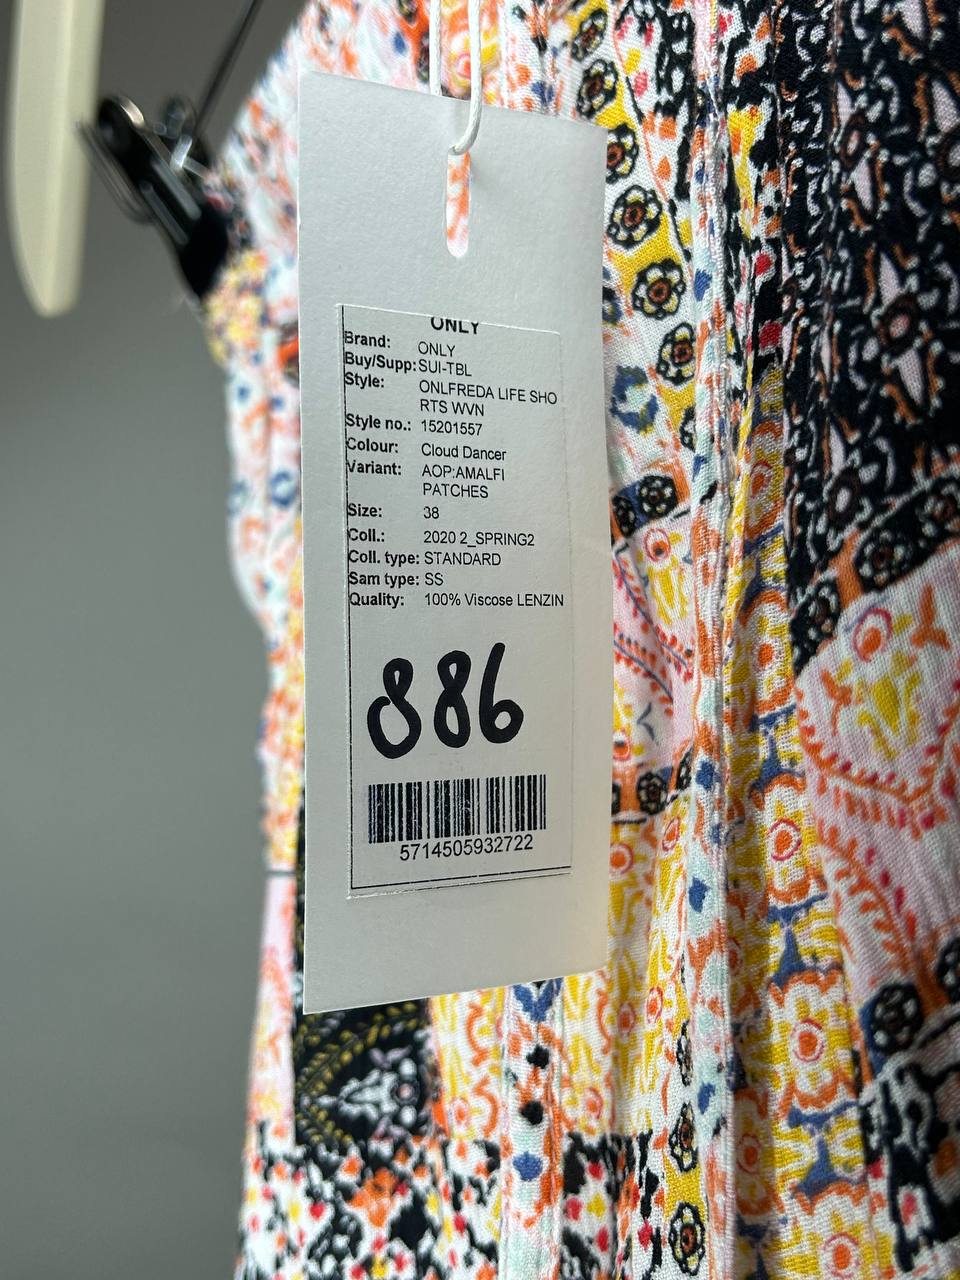 ONLY
Brand: ONLY
Buy/Supp: SUI-TBL
Style: ONLFREDA LIFE SHO
RTS WVN
Style no.: 15201557
Colour: Cloud Dancer
Variant: AOP:AMALFI
PATCHES
Size: 38
Coll.: 2020 2_SPRING2
Coll. type: STANDARD
Sam type: SS
Quality: 100% Viscose LENZIN
886
5714505932722